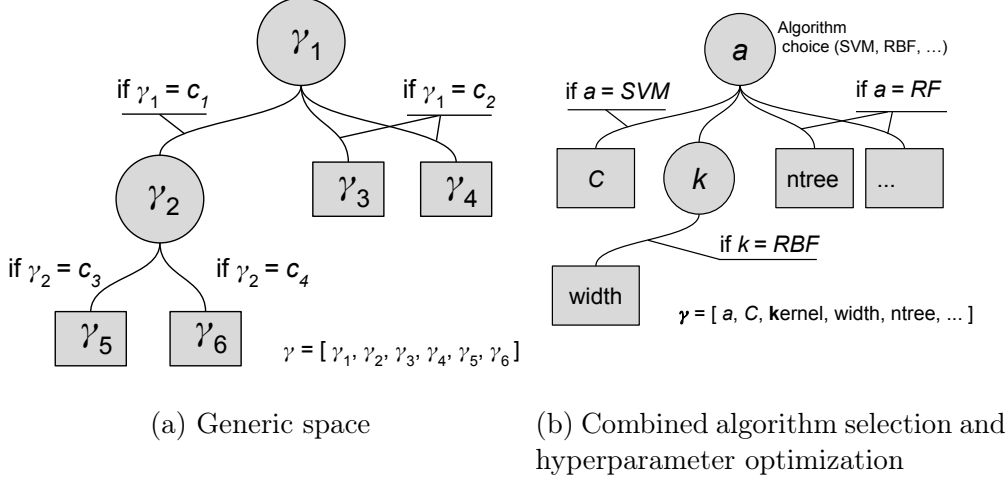 γ₁
if γ₁ = c₁
if γ₁ = c₂
γ₂
γ₃
γ₄
if γ₂ = c₃
if γ₂ = c₄
γ₅
γ₆
γ = [ γ₁, γ₂, γ₃, γ₄, γ₅, γ₆ ]
(a) Generic space
a
Algorithm
choice (SVM, RBF, ...)
if a = SVM
if a = RF
C
k
ntree
...
if k = RBF
width
γ = [ a, C, kernel, width, ntree, ... ]
(b) Combined algorithm selection and
hyperparameter optimization